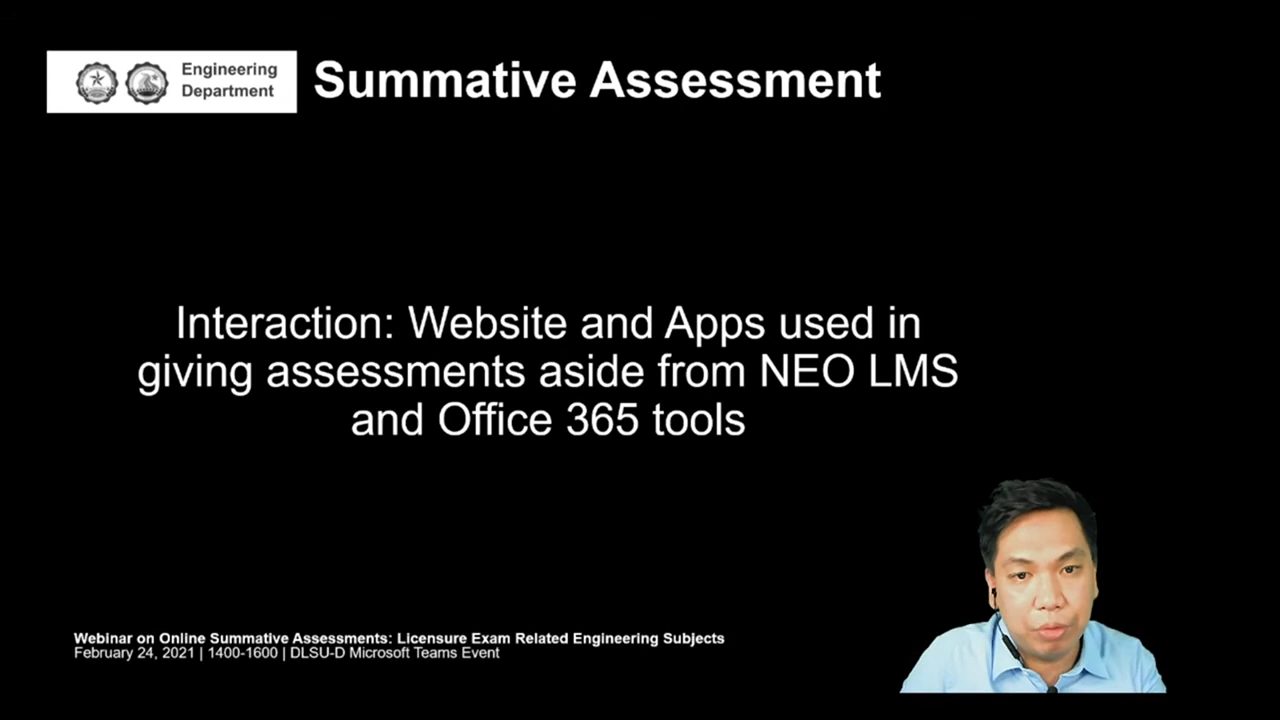 Engineering
Department
Summative Assessment
Interaction: Website and Apps used in
giving assessments aside from NEO LMS
and Office 365 tools
Webinar on Online Summative Assessments: Licensure Exam Related Engineering Subjects
February 24, 2021 | 1400-1600 | DLSU-D Microsoft Teams Event